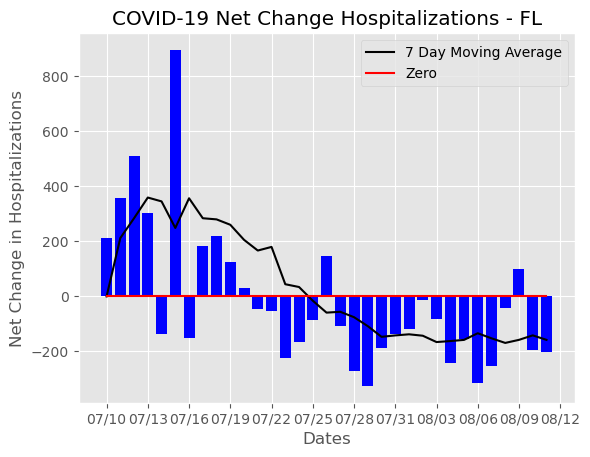 COVID-19 Net Change Hospitalizations - FL
7 Day Moving Average
Zero
Net Change in Hospitalizations
800
600
400
200
0
−200
07/10 07/13 07/16 07/19 07/22 07/25 07/28 07/31 08/03 08/06 08/09 08/12
Dates